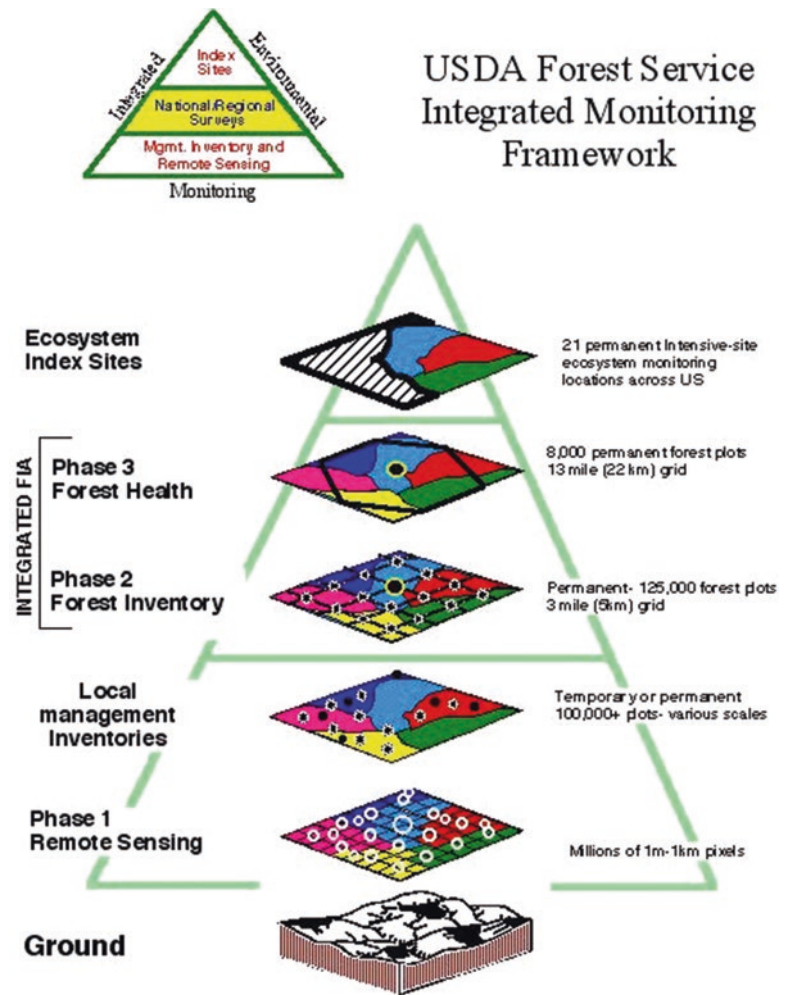 Integrated
Environmental
Index
Sites
National/Regional
Surveys
Mgmt. Inventory and
Remote Sensing
Monitoring
USDA Forest Service
Integrated Monitoring
Framework
Ecosystem
Index Sites
21 permanent Intensive-site
ecosystem monitoring
locations across US
INTEGRATED FIA
Phase 3
Forest Health
8,000 permanent forest plots
13 mile (22 km) grid
Phase 2
Forest Inventory
Permanent- 125,000 forest plots
3 mile (5km) grid
Local
management
Inventories
Temporary or permanent
100,000+ plots- various scales
Phase 1
Remote Sensing
Millions of 1m-1km pixels
Ground